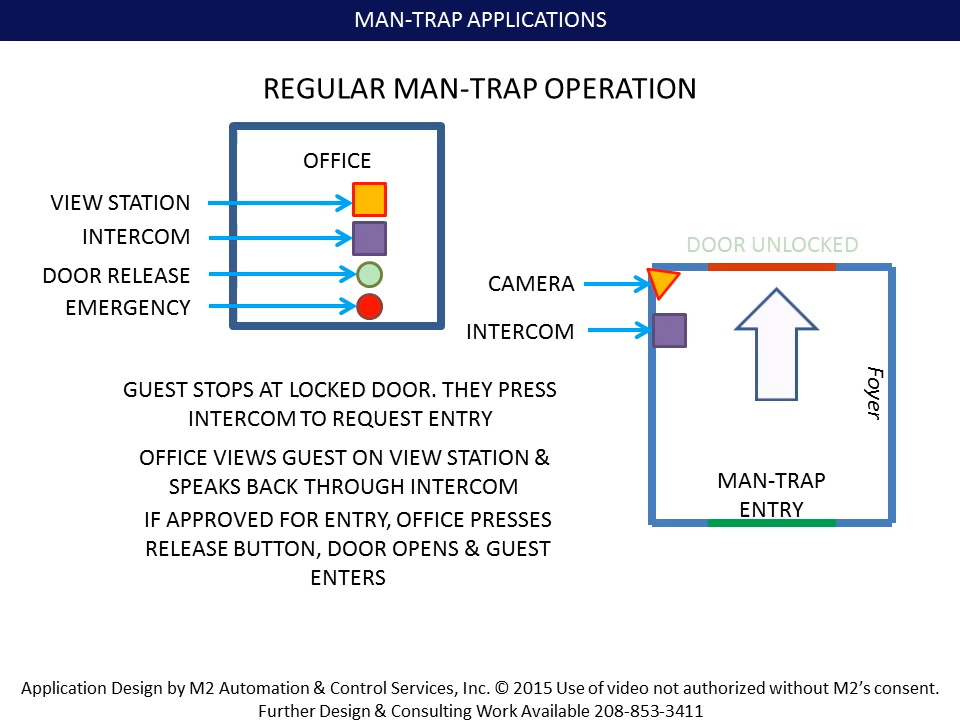 MAN-TRAP APPLICATIONS
REGULAR MAN-TRAP OPERATION
OFFICE
VIEW STATION
INTERCOM
DOOR RELEASE
EMERGENCY
DOOR UNLOCKED
CAMERA
INTERCOM
Foyer
MAN-TRAP
ENTRY
GUEST STOPS AT LOCKED DOOR. THEY PRESS
INTERCOM TO REQUEST ENTRY
OFFICE VIEWS GUEST ON VIEW STATION &
SPEAKS BACK THROUGH INTERCOM
IF APPROVED FOR ENTRY, OFFICE PRESSES
RELEASE BUTTON, DOOR OPENS & GUEST
ENTERS
Application Design by M2 Automation & Control Services, Inc. © 2015 Use of video not authorized without M2’s consent.
Further Design & Consulting Work Available 208-853-3411